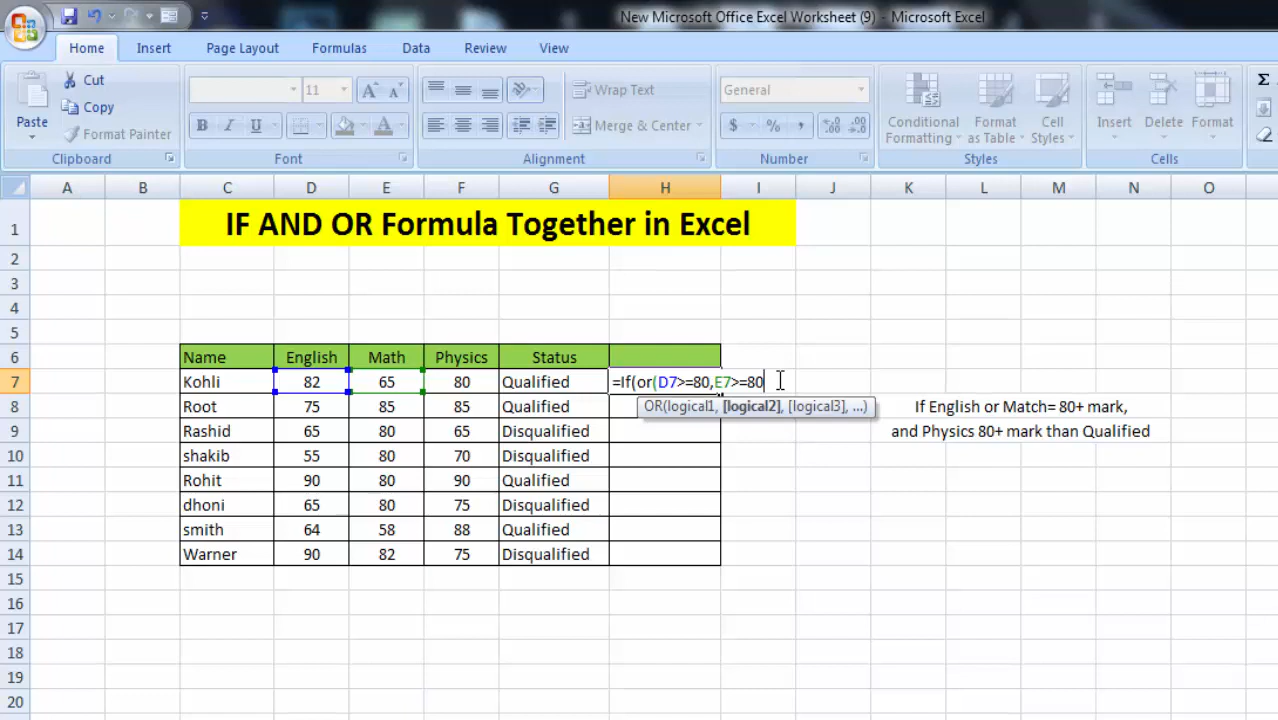 New Microsoft Office Excel Worksheet (9) - Microsoft Excel
Home Insert Page Layout Formulas Data Review View
Paste
Cut
Copy
Format Painter
Clipboard
11
B I U
A
Font
Wrap Text
Merge & Center
Alignment
General
$ % ,
Number
Conditional Formatting
Format as Table
Cell Styles
Styles
Insert Delete Format
Cells
Σ
A B C D E F G H I J K L M N O
1 IF AND OR Formula Together in Excel
2
3
4
5
6 Name English Math Physics Status
7 Kohli 82 65 80 Qualified =If(or(D7>=80,E7>=80
OR(logical1, [logical2], [logical3], ...)
8 Root 75 85 85 Qualified If English or Match= 80+ mark,
9 Rashid 65 80 65 Disqualified and Physics 80+ mark than Qualified
10 shakib 55 80 70 Disqualified
11 Rohit 90 80 90 Qualified
12 dhoni 65 80 75 Disqualified
13 smith 64 58 88 Qualified
14 Warner 90 82 75 Disqualified
15
16
17
18
19
20